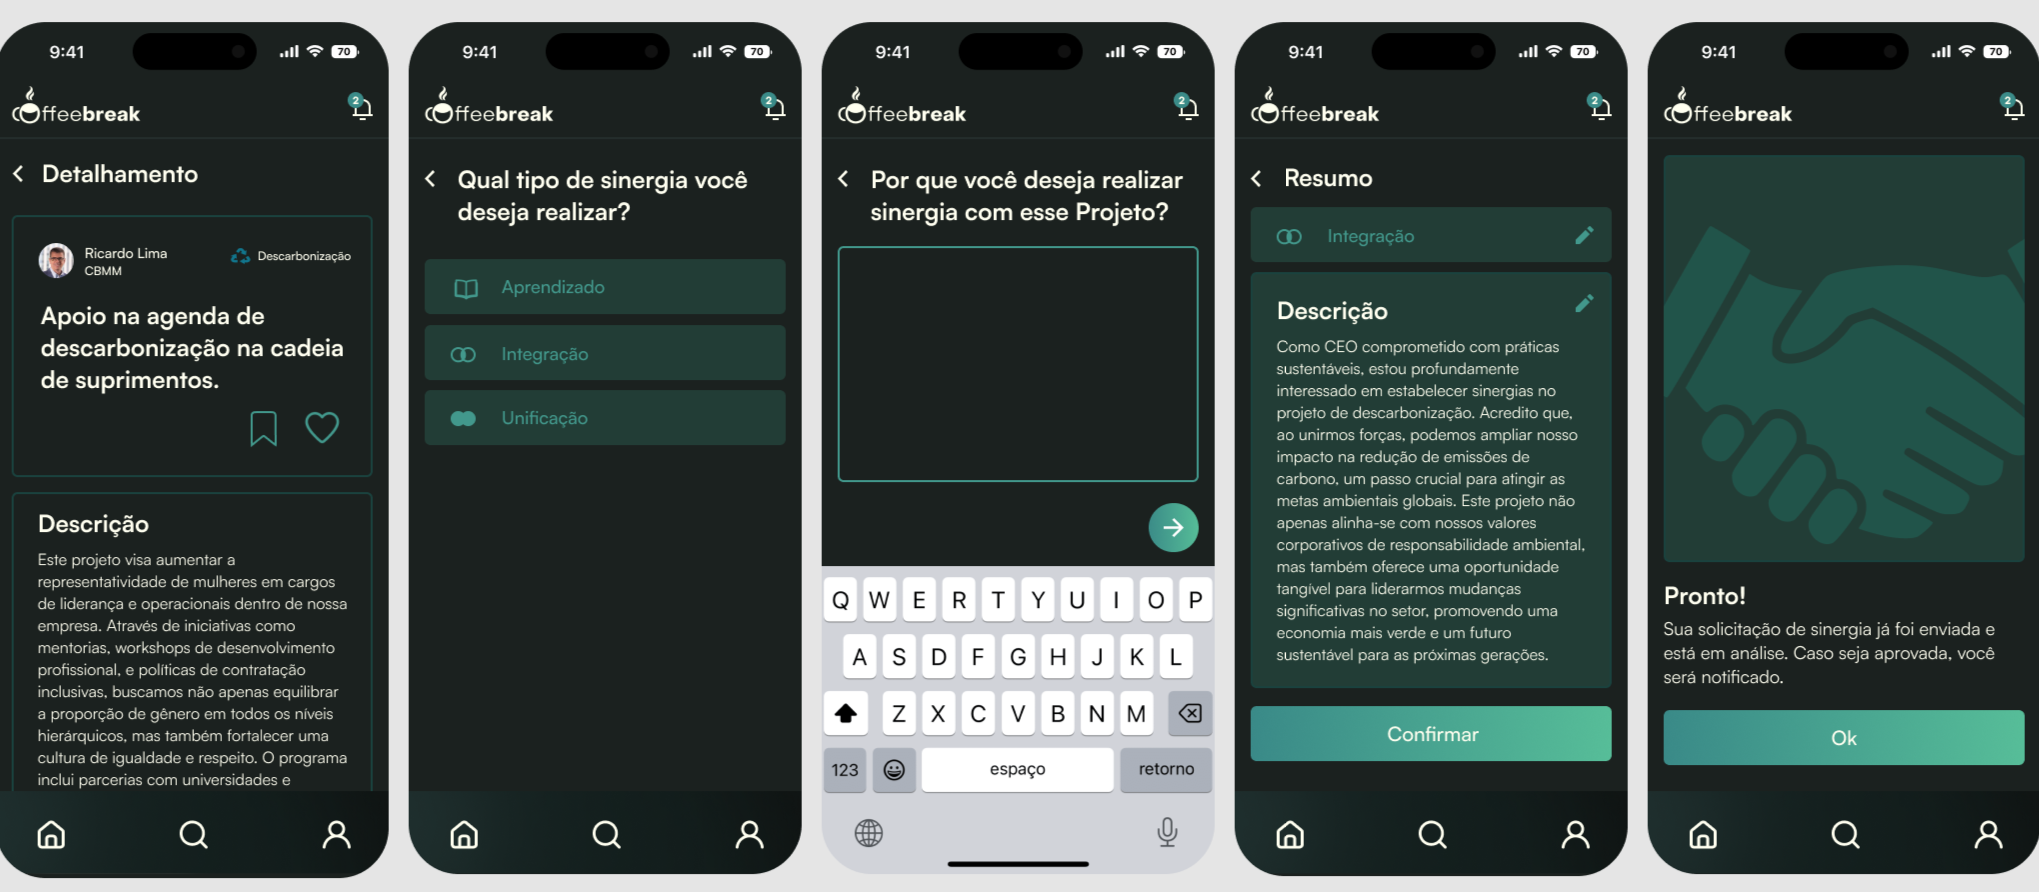 9:41
70
coffeebreak
2
Detalhamento
Ricardo Lima
CBMM
Descarbonização
Apoio na agenda de
descarbonização na cadeia
de suprimentos.
Descrição
Este projeto visa aumentar a
representatividade de mulheres em cargos
de liderança e operacionais dentro de nossa
empresa. Através de iniciativas como
mentorias, workshops de desenvolvimento
profissional, e políticas de contratação
inclusivas, buscamos não apenas equilibrar
a proporção de gênero em todos os níveis
hierárquicos, mas também fortalecer uma
cultura de igualdade e respeito. O programa
inclui parcerias com universidades e
9:41
70
coffeebreak
2
Qual tipo de sinergia você
deseja realizar?
Aprendizado
Integração
Unificação
9:41
70
coffeebreak
2
Por que você deseja realizar
sinergia com esse Projeto?
Q W E R T Y U I O P
A S D F G H J K L
Z X C V B N M
123 espaço retorno
9:41
70
coffeebreak
2
Resumo
Integração
Descrição
Como CEO comprometido com práticas
sustentáveis, estou profundamente
interessado em estabelecer sinergias no
projeto de descarbonização. Acredito que,
ao unirmos forças, podemos ampliar nosso
impacto na redução de emissões de
carbono, um passo crucial para atingir as
metas ambientais globais. Este projeto não
apenas alinha-se com nossos valores
corporativos de responsabilidade ambiental,
mas também oferece uma oportunidade
tangível para liderarmos mudanças
significativas no setor, promovendo uma
economia mais verde e um futuro
sustentável para as próximas gerações.
Confirmar
9:41
70
coffeebreak
2
Pronto!
Sua solicitação de sinergia já foi enviada e
está em análise. Caso seja aprovada, você
será notificado.
Ok